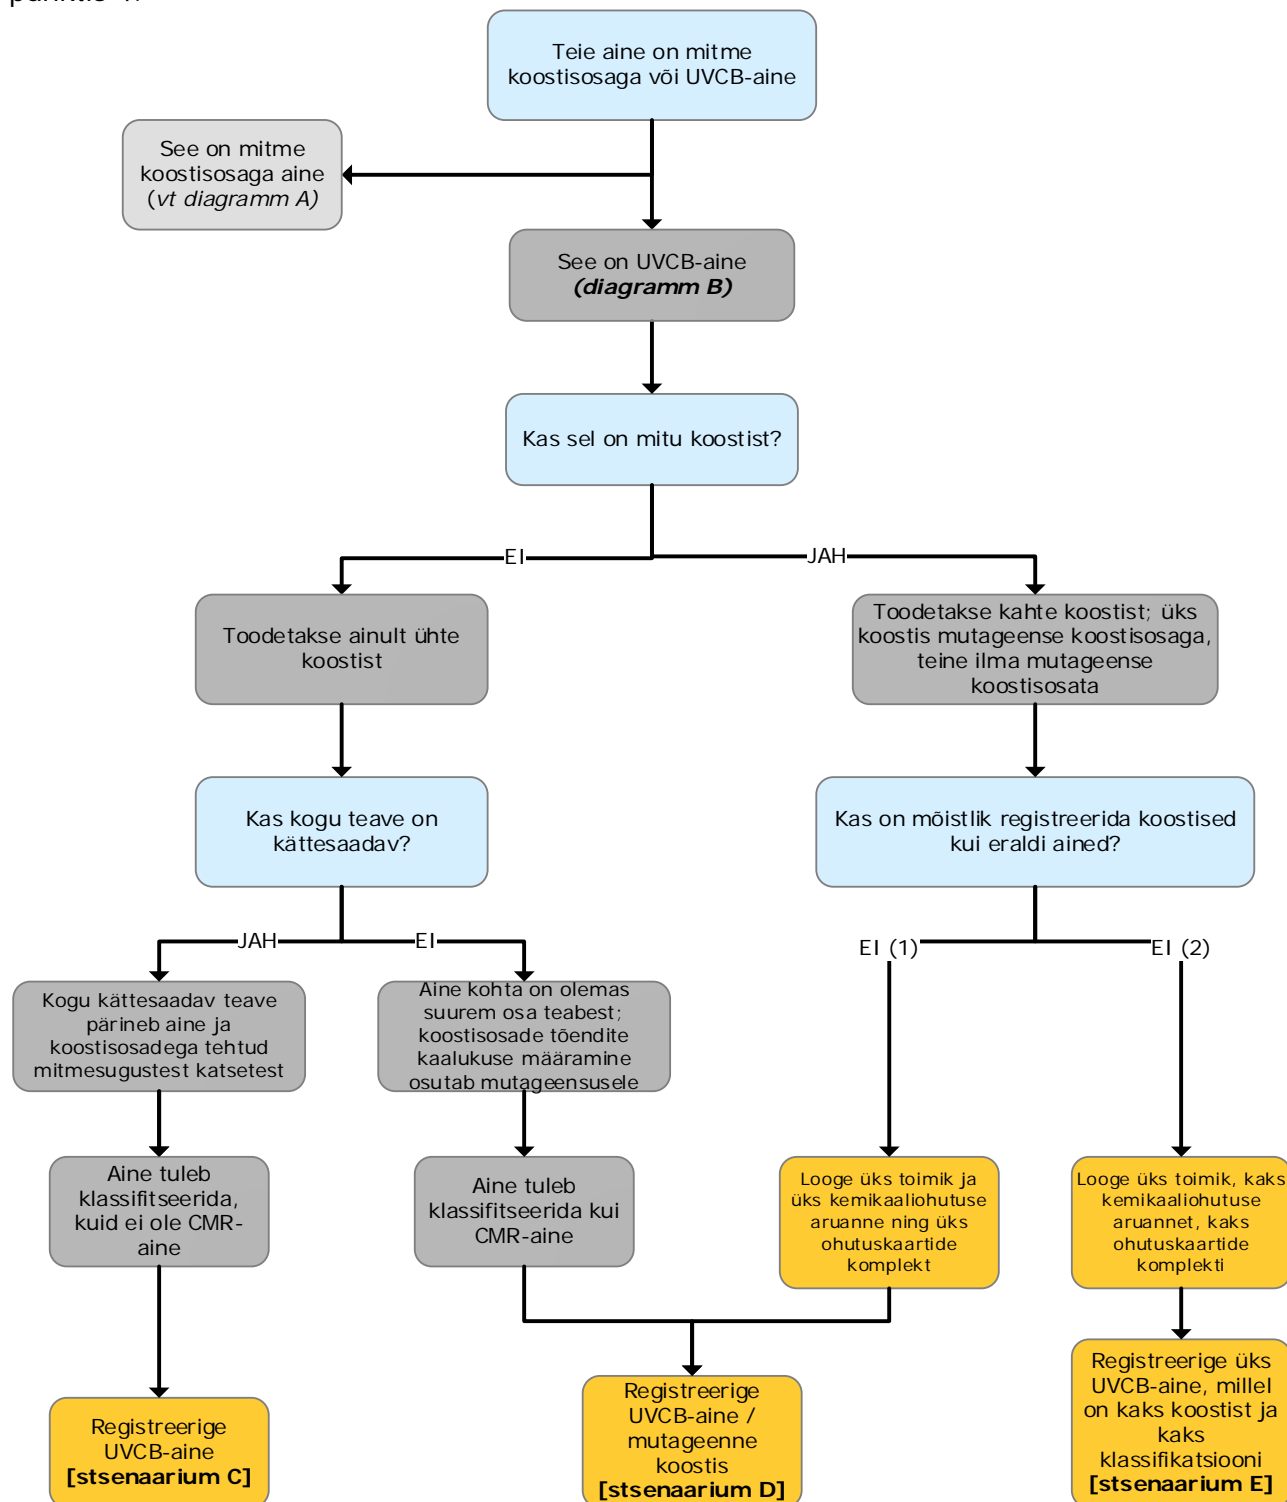 Teie aine on mitme
koostisosaga või UVCB-aine
See on mitme
koostisosaga aine
(vt diagramm A)
See on UVCB-aine
(diagramm B)
Kas sel on mitu koostist?
EI
JAH
Toodetakse ainult ühte
koostist
Toodetakse kahte koostist; üks
koostis mutageense koostisosaga,
teine ilma mutageense
koostisosata
Kas kogu teave on
kättesaadav?
Kas on mõistlik registreerida koostised
kui eraldi ained?
JAH
EI
EI (1)
EI (2)
Kogu kättesaadav teave
pärineb aine ja
koostisosadega tehtud
mitmesugustest katsetest
Aine kohta on olemas
suurem osa teabest;
koostisosade tõendite
kaalukuse määramine
osutab mutageensusele
Aine tuleb
klassifitseerida,
kuid ei ole CMR-
aine
Aine tuleb
klassifitseerida kui
CMR-aine
Looge üks toimik ja
üks kemikaaliohutuse
aruanne ning üks
ohutuskaartide
komplekt
Looge üks toimik, kaks
kemikaaliohutuse
aruannet, kaks
ohutuskaartide
komplekti
Registreerige
UVCB-aine
[stsenaarium C]
Registreerige
UVCB-aine /
mutageenne
koostis
[stsenaarium D]
Registreerige üks
UVCB-aine, millel
on kaks koostist ja
kaks
klassifikatsiooni
[stsenaarium E]